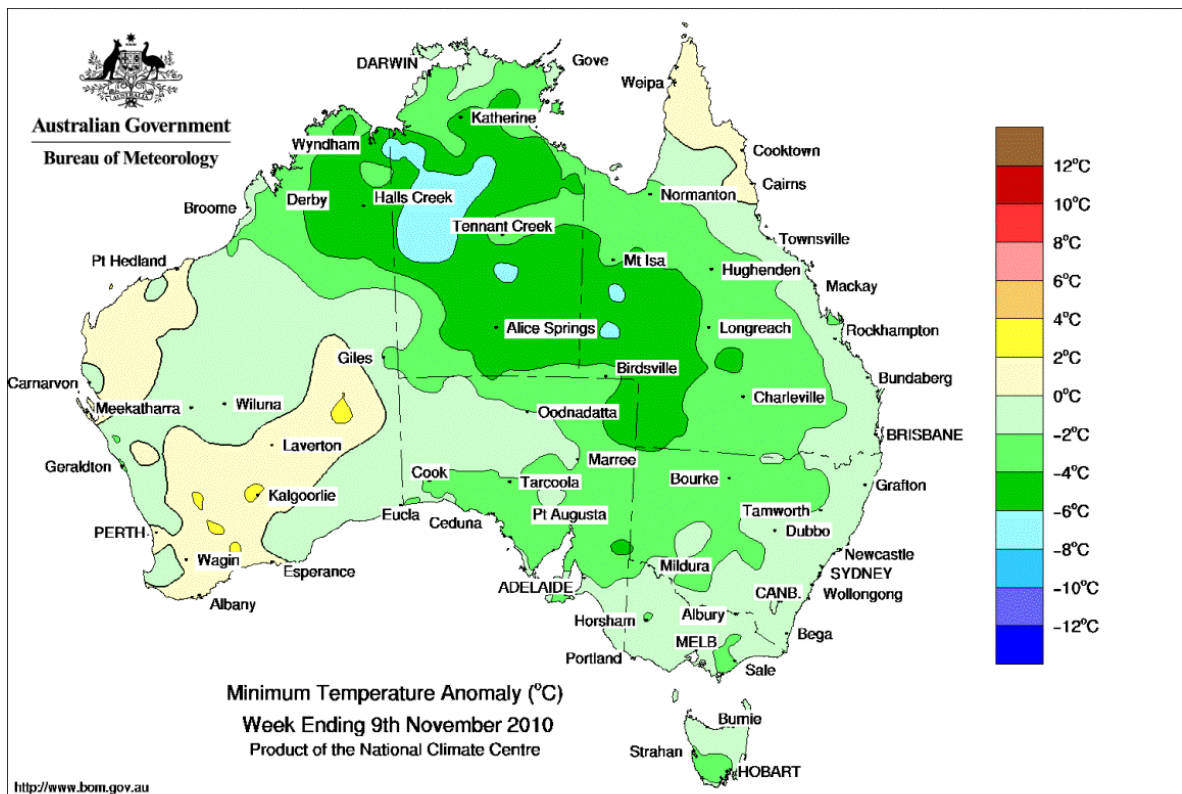 Australian Government
Bureau of Meteorology
DARWIN
Gove
Weipa
Katherine
Wyndham
Cooktown
Cairns
Derby
Halls Creek
Normanton
Broome
Tennant Creek
Townsville
Pt Hedland
Mt Isa
Hughenden
Mackay
Alice Springs
Longreach
Rockhampton
Giles
Birdsville
Bundaberg
Carnarvon
Meekatharra
Wiluna
Oodnadatta
Charleville
Laverton
BRISBANE
Geraldton
Marree
Cook
Tarcoola
Bourke
Grafton
Kalgoorlie
Eucla
Ceduna
Pt Augusta
Tamworth
PERTH
Dubbo
Wagin
Esperance
Mildura
Newcastle
SYDNEY
ADELAIDE
CANB.
Wollongong
Albany
Horsham
Albury
MELB
Bega
Portland
Sale
Burnie
Strahan
HOBART
12°C
10°C
8°C
6°C
4°C
2°C
0°C
-2°C
-4°C
-6°C
-8°C
-10°C
-12°C
Minimum Temperature Anomaly (°C)
Week Ending 9th November 2010
Product of the National Climate Centre
http://www.bom.gov.au